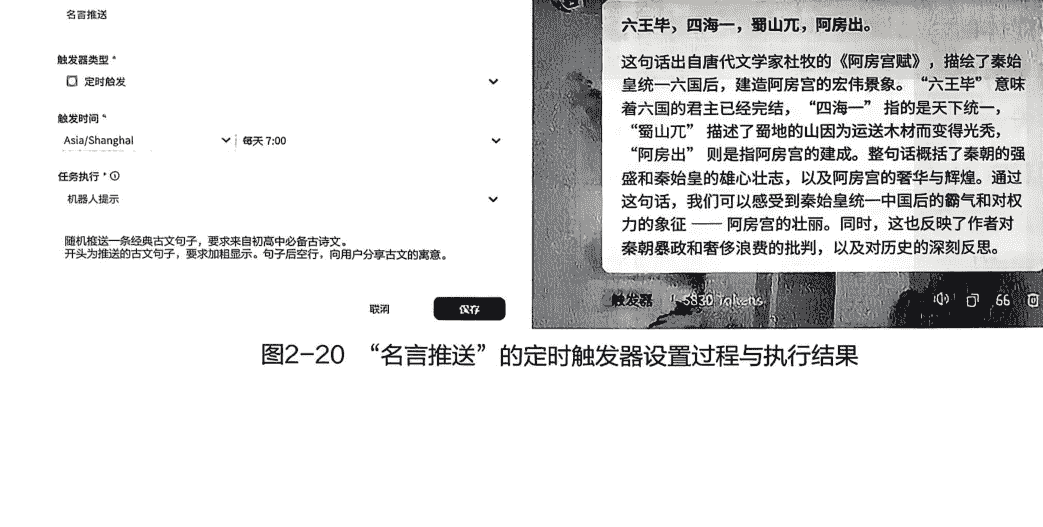 名言推送
触发器类型 *
定时触发
触发时间 *
Asia/Shanghai
每天 7:00
任务执行 *
机器人提示
随机推送一条经典古文句子，要求来自初高中必备古诗文。
开头为推送的古文句子，要求加粗显示。句子后空行，向用户分享古文的寓意。
取消
保存
六王毕，四海一，蜀山兀，阿房出。
这句话出自唐代文学家杜牧的《阿房宫赋》，描绘了秦始
皇统一六国后，建造阿房宫的宏伟景象。“六王毕” 意味
着六国的君主已经完结，“四海一” 指的是天下统一，
“蜀山兀” 描述了蜀地的山因为运送木材而变得光秃，
“阿房出” 则是指阿房宫的建成。整句话概括了秦朝的强
盛和秦始皇的雄心壮志，以及阿房宫的奢华与辉煌。通过
这句话，我们可以感受到秦始皇统一中国后的霸气和对权
力的象征 —— 阿房宫的壮丽。同时，这也反映了作者对
秦朝暴政和奢侈浪费的批判，以及对历史的深刻反思。
触发器
5830 Tokens
图2-20 “名言推送”的定时触发器设置过程与执行结果